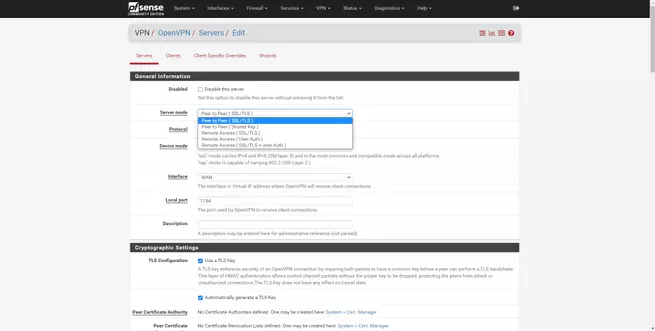 pfsense
COMMUNITY EDITION
System Interfaces Firewall Services VPN Status Diagnostics Help
VPN / OpenVPN / Servers / Edit
Servers Clients Client Specific Overrides Wizards
General Information
Disabled
Disable this server
Set this option to disable this server without removing it from the list.
Server mode
Peer to Peer ( SSL/TLS )
Peer to Peer ( SSL/TLS )
Peer to Peer ( Shared Key )
Remote Access ( SSL/TLS )
Remote Access ( User Auth )
Remote Access ( SSL/TLS + User Auth )
Protocol
Device mode
"tun" mode carries IPv4 and IPv6 (OSI layer 3) and is the most common and compatible mode across all platforms.
"tap" mode is capable of carrying 802.3 (OSI Layer 2.)
Interface
WAN
The interface or Virtual IP address where OpenVPN will receive client connections.
Local port
1194
The port used by OpenVPN to receive client connections.
Description
A description may be entered here for administrative reference (not parsed).
Cryptographic Settings
TLS Configuration
Use a TLS Key
A TLS key enhances security of an OpenVPN connection by requiring both parties to have a common key before a peer can perform a TLS handshake.
This layer of HMAC authentication allows control channel packets without the proper key to be dropped, protecting the peers from attack or
unauthorized connections.The TLS Key does not have any effect on tunnel data.
Automatically generate a TLS Key.
Peer Certificate Authority
No Certificate Authorities defined. One may be created here: System > Cert. Manager
Peer Certificate
No Certificate Revocation Lists defined. One may be created here: System > Cert. Manager